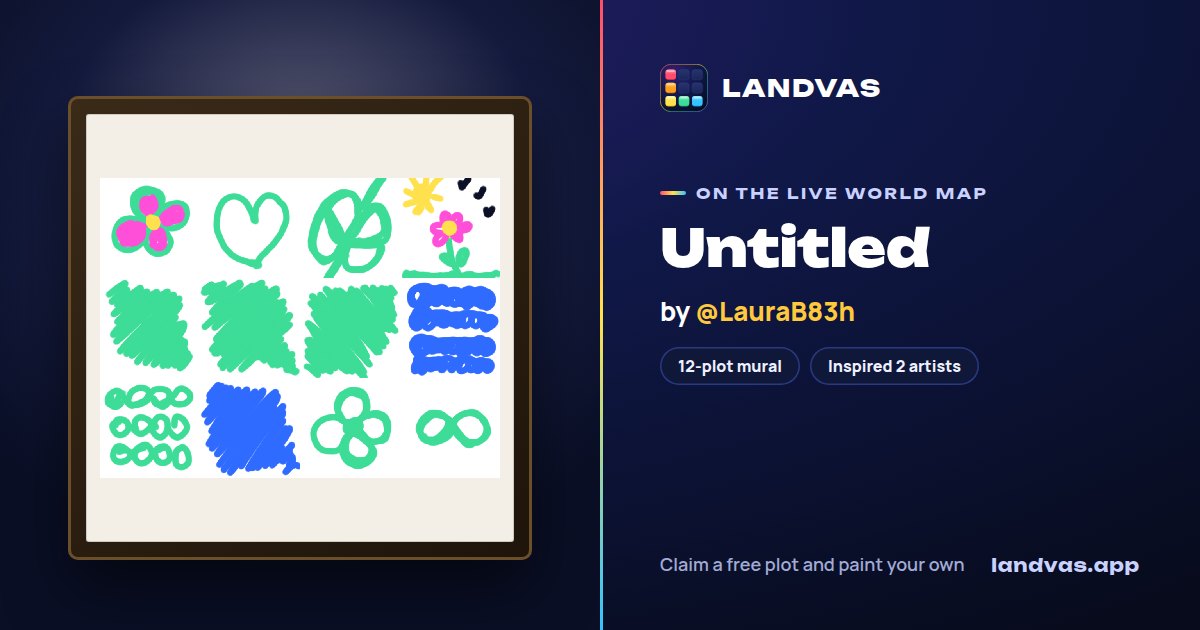 LANDVAS
ON THE LIVE WORLD MAP
Untitled
by @LauraB83h
12-plot mural
Inspired 2 artists
Claim a free plot and paint your own
landvas.app